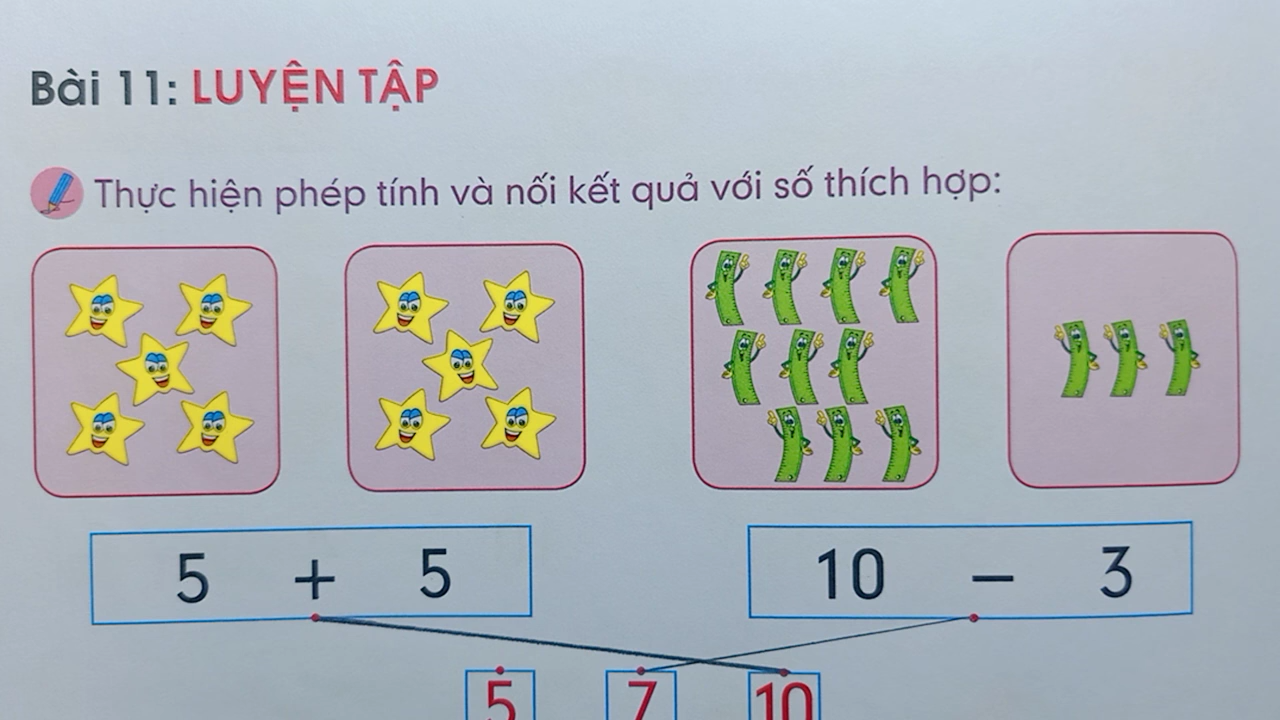 Bài 11: LUYỆN TẬP
Thực hiện phép tính và nối kết quả với số thích hợp:
5 + 5
10 – 3
5 7 10